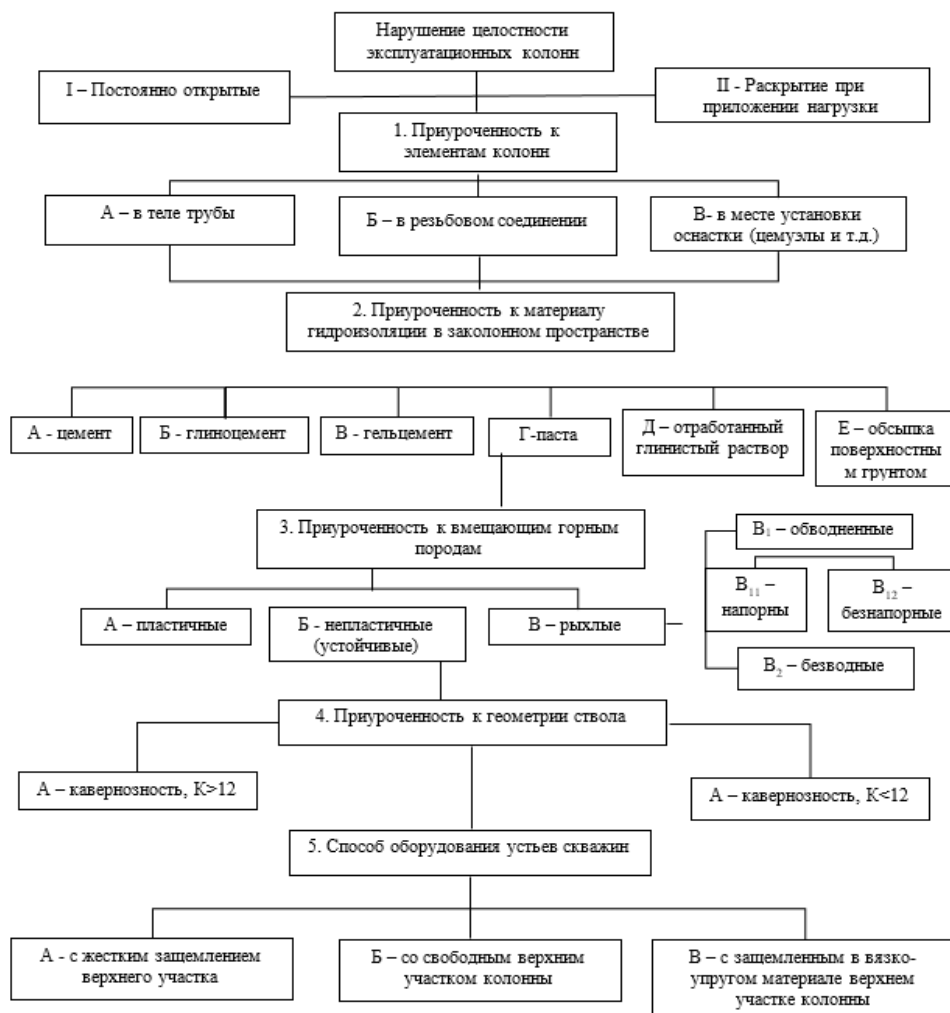 Нарушение целостности
эксплуатационных колонн
I – Постоянно открытые
II - Раскрытие при
приложении нагрузки
1. Приуроченность к
элементам колонн
А – в теле трубы
Б – в резьбовом соединении
В- в месте установки
оснастки (цемуэлы и т.д.)
2. Приуроченность к материалу
гидроизоляции в заколонном пространстве
А - цемент
Б - глиноцемент
В - гельцемент
Г-паста
Д – отработанный
глинистый раствор
Е – обсыпка
поверхностны
м грунтом
3. Приуроченность к вмещающим горным
породам
А – пластичные
Б - непластичные
(устойчивые)
В – рыхлые
В₁ – обводненные
В₁₁ –
напорны
В₁₂ –
безнапорные
В₂ – безводные
4. Приуроченность к геометрии ствола
А – кавернозность, К>12
А – кавернозность, К<12
5. Способ оборудования устьев скважин
А - с жестким защемлением
верхнего участка
Б – со свободным верхним
участком колонны
В – с защемленным в вязко-
упругом материале верхнем
участке колонны